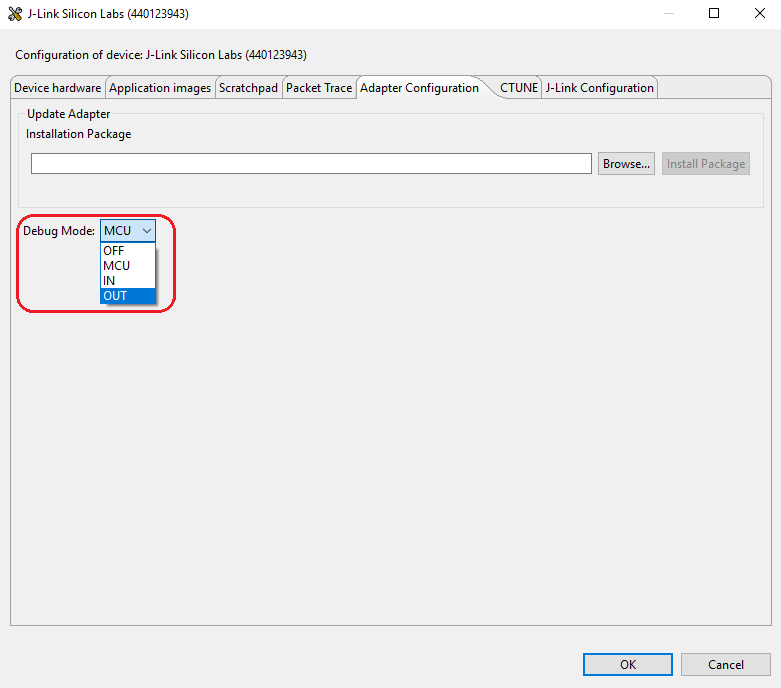 J-Link Silicon Labs (440123943)
Configuration of device: J-Link Silicon Labs (440123943)
Device hardware Application images Scratchpad Packet Trace Adapter Configuration CTUNE J-Link Configuration
Update Adapter
Installation Package
Browse... Install Package
Debug Mode: MCU
OFF
MCU
IN
OUT
OK Cancel